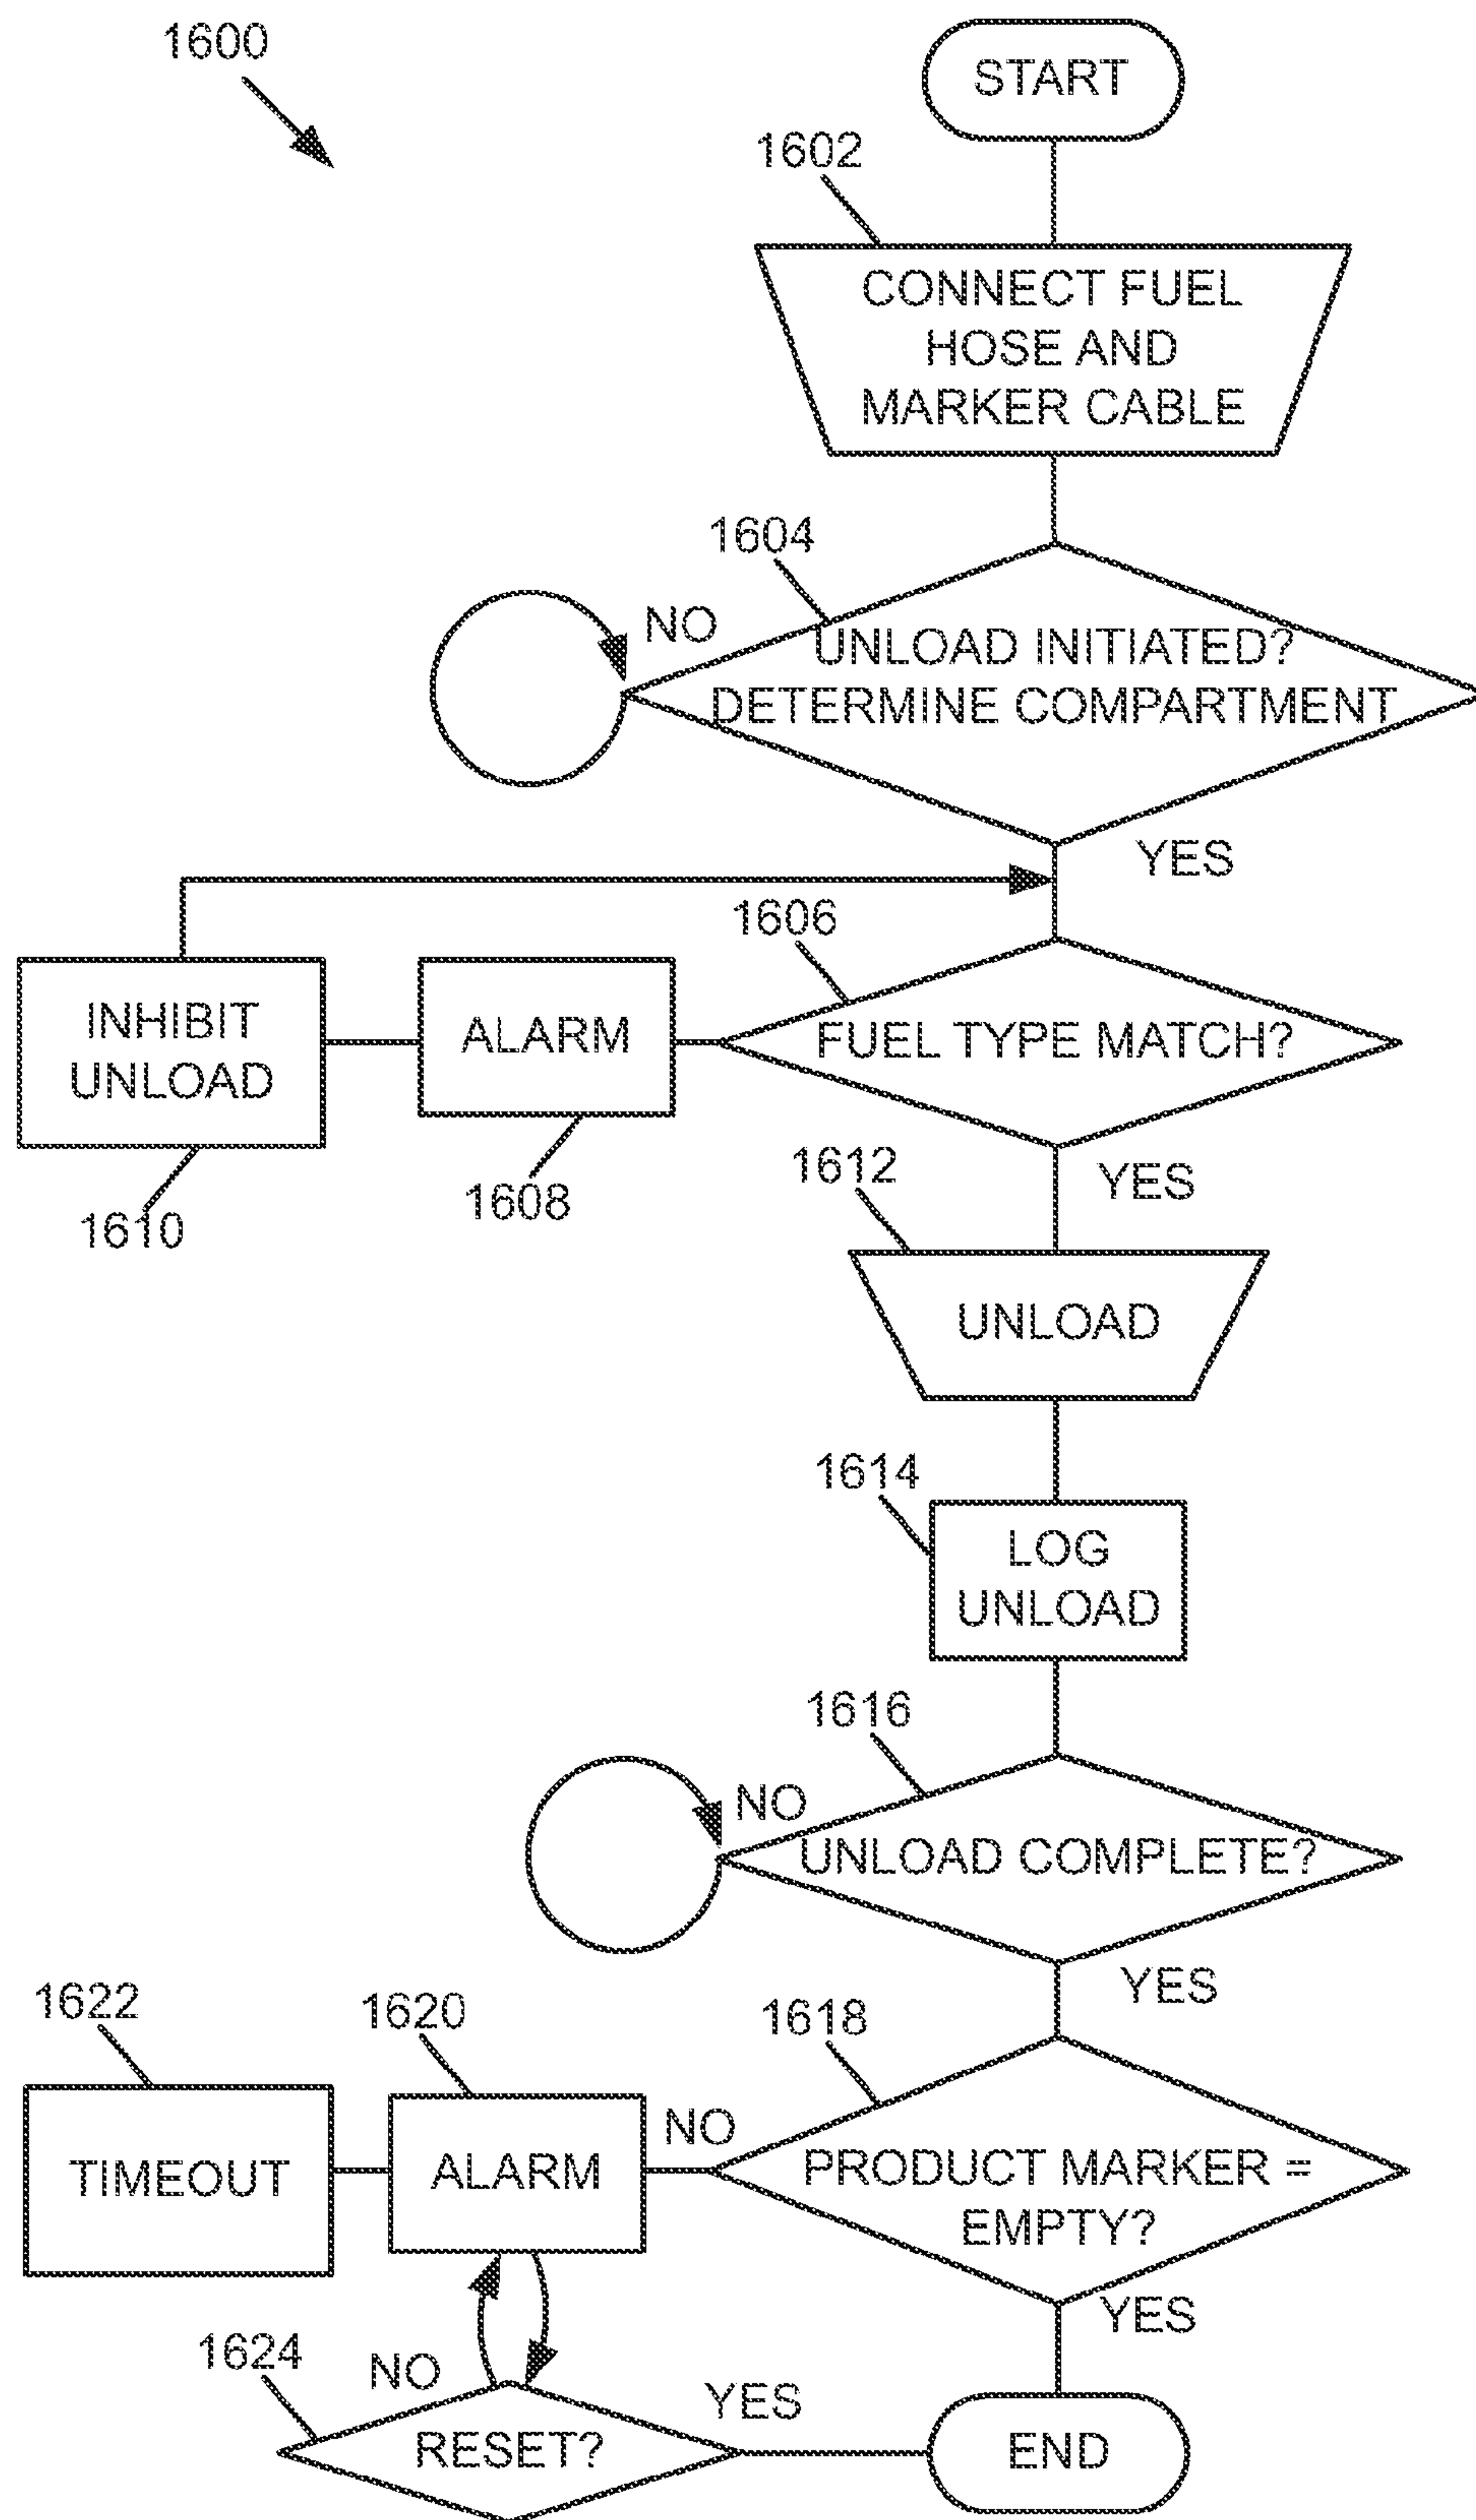 1600
START
1602
CONNECT FUEL
HOSE AND
MARKER CABLE
1604
NO
UNLOAD INITIATED?
DETERMINE COMPARTMENT
YES
1606
INHIBIT
UNLOAD
ALARM
FUEL TYPE MATCH?
1610
1608
1612
YES
UNLOAD
1614
LOG
UNLOAD
1616
NO
UNLOAD COMPLETE?
YES
1622
1620
1618
NO
TIMEOUT
ALARM
PRODUCT MARKER =
EMPTY?
YES
1624
NO
YES
RESET?
END